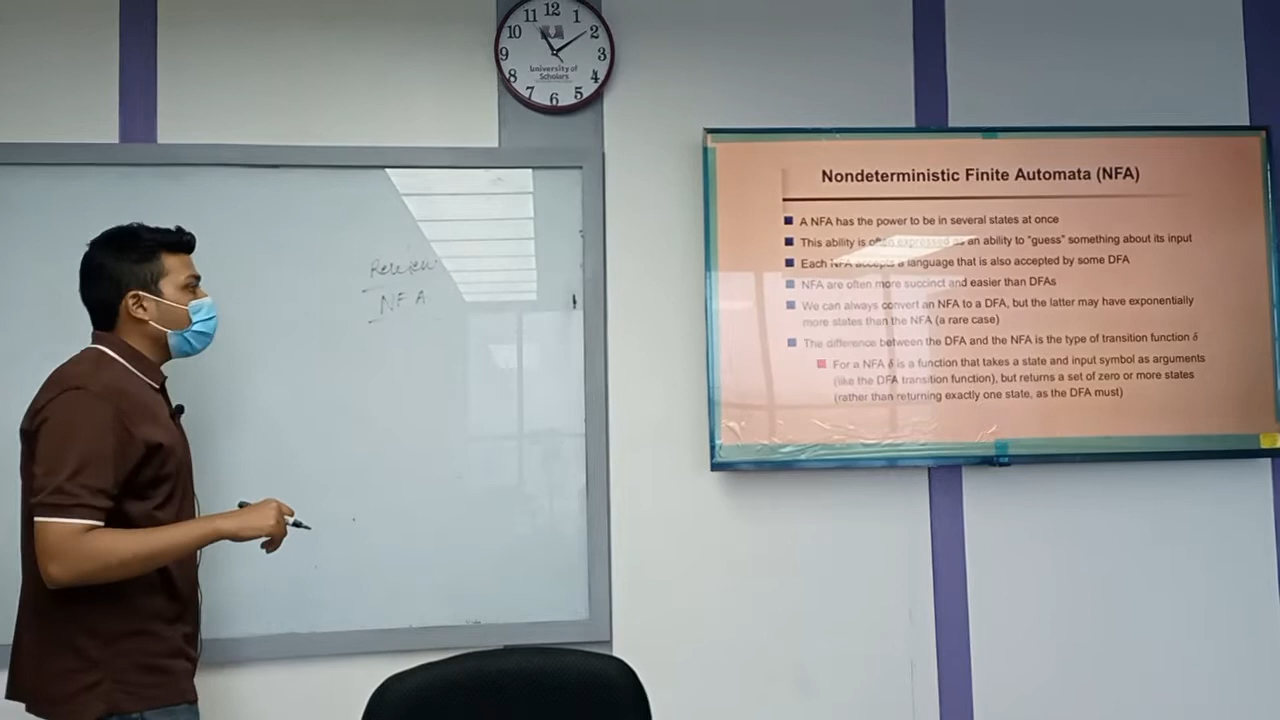 12
11 1
10 2
9 3
8 4
7 5
6
University of
Scholars
Review
NFA
Nondeterministic Finite Automata (NFA)
A NFA has the power to be in several states at once
This ability is often expressed as an ability to "guess" something about its input
Each NFA accepts a language that is also accepted by some DFA
NFA are often more succinct and easier than DFAs
We can always convert an NFA to a DFA, but the latter may have exponentially
more states than the NFA (a rare case)
The difference between the DFA and the NFA is the type of transition function δ
For a NFA δ is a function that takes a state and input symbol as arguments
(like the DFA transition function), but returns a set of zero or more states
(rather than returning exactly one state, as the DFA must)